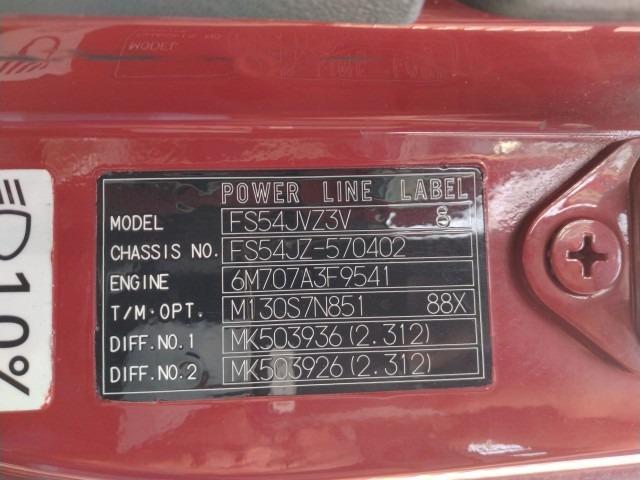 POWER LINE LABEL
MODEL FS54JVZ3V 8
CHASSIS NO. FS54JZ-570402
ENGINE 6M707A3F9541
T/M·OPT. M130S7N851 88X
DIFF.NO.1 MK503936(2.312)
DIFF.NO.2 MK503926(2.312)
10%